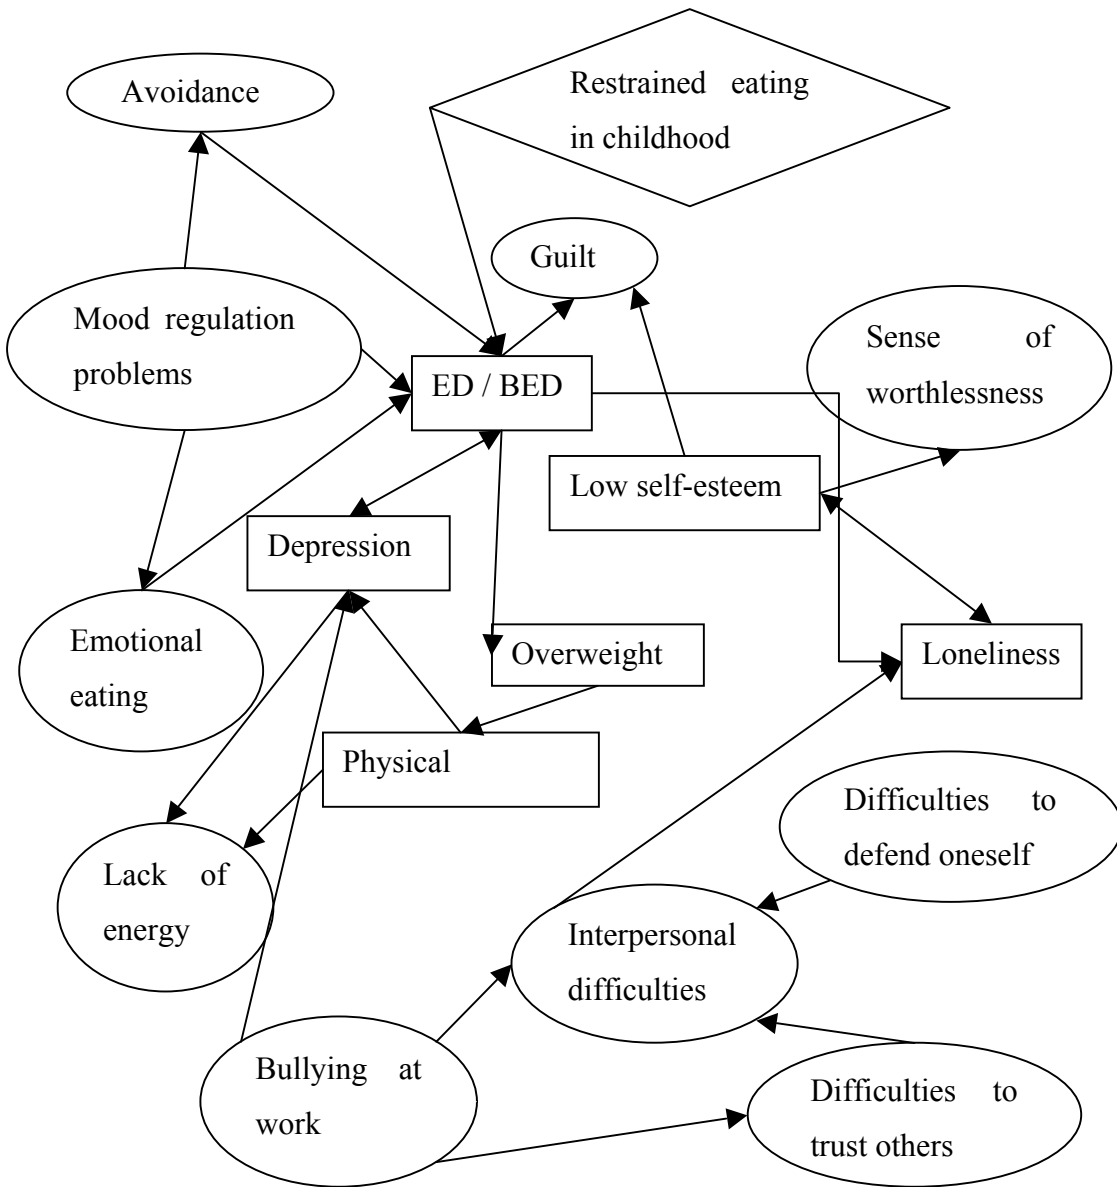 Avoidance
Restrained eating
in childhood
Guilt
Mood regulation
problems
Sense of
worthlessness
ED / BED
Low self-esteem
Depression
Emotional
eating
Overweight
Loneliness
Physical
Difficulties to
defend oneself
Lack of
energy
Interpersonal
difficulties
Bullying at
work
Difficulties to
trust others